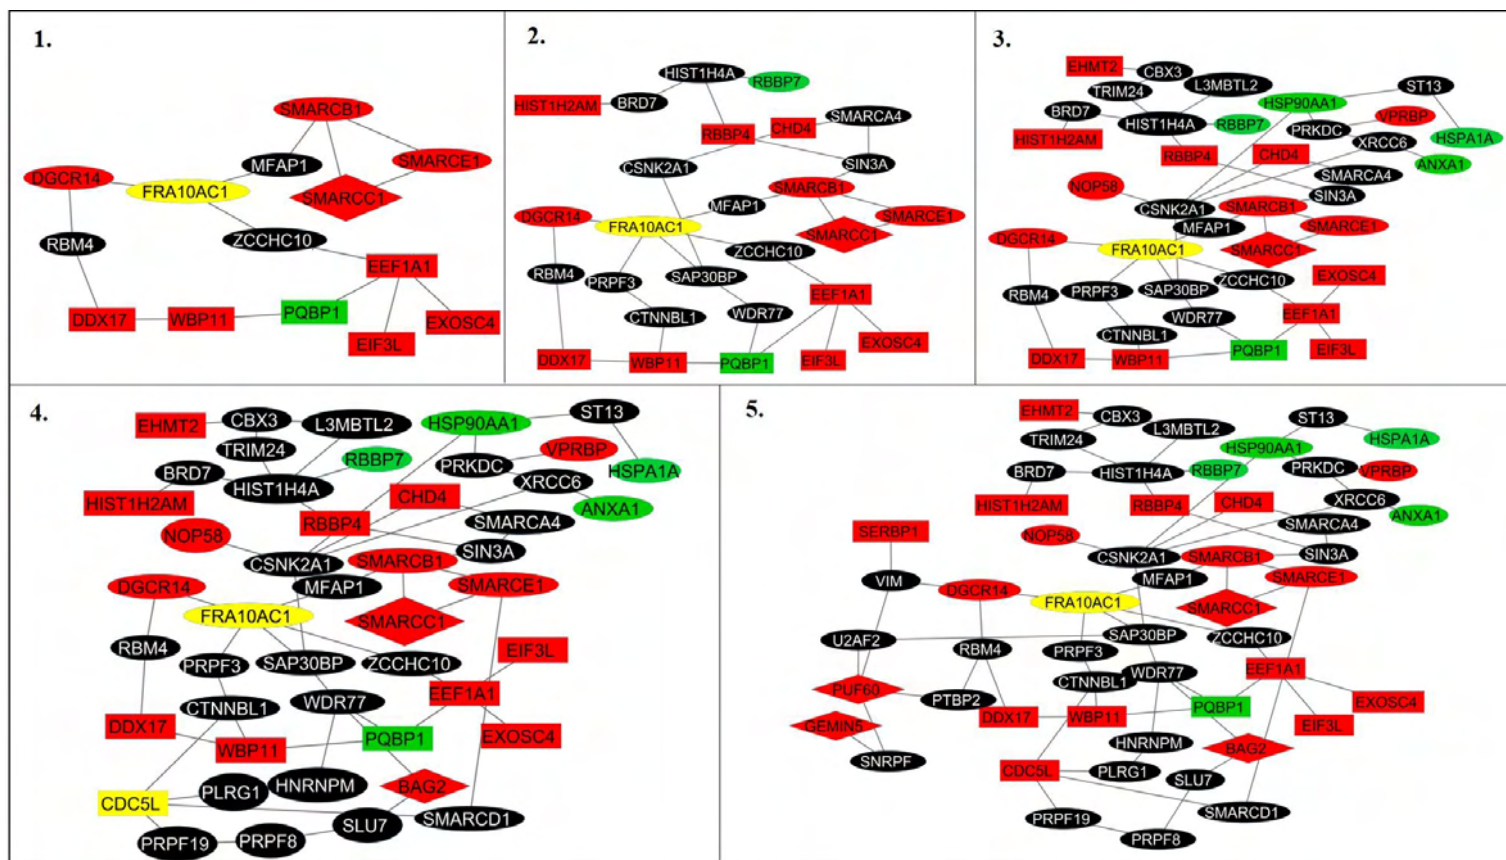 1.
SMARCB1
MFAP1
SMARCE1
DGCR14
FRA10AC1
SMARCC1
RBM4
ZCCHC10
EEF1A1
DDX17
WBP11
PQBP1
EXOSC4
EIF3L
2.
HIST1H4A
RBBP7
HIST1H2AM
BRD7
SMARCA4
CHD4
RBBP4
CSNK2A1
SIN3A
SMARCB1
MFAP1
DGCR14
SMARCE1
FRA10AC1
SMARCC1
ZCCHC10
RBM4
PRPF3
SAP30BP
EEF1A1
CTNNBL1
WDR77
EXOSC4
DDX17
WBP11
PQBP1
EIF3L
3.
EHMT2
CBX3
TRIM24
L3MBTL2
ST13
HSP90AA1
BRD7
VPRBP
HIST1H4A
RBBP7
PRKDC
HIST1H2AM
HSPA1A
XRCC6
RBBP4
CHD4
ANXA1
SMARCA4
NOP58
SIN3A
CSNK2A1
SMARCB1
MFAP1
SMARCE1
DGCR14
FRA10AC1
SMARCC1
EXOSC4
ZCCHC10
RBM4
PRPF3
SAP30BP
EEF1A1
WDR77
CTNNBL1
DDX17
WBP11
PQBP1
EIF3L
4.
EHMT2
CBX3
L3MBTL2
HSP90AA1
ST13
TRIM24
VPRBP
RBBP7
PRKDC
HSPA1A
BRD7
HIST1H4A
XRCC6
HIST1H2AM
CHD4
ANXA1
RBBP4
SMARCA4
NOP58
SIN3A
CSNK2A1
SMARCB1
MFAP1
SMARCE1
DGCR14
FRA10AC1
SMARCC1
RBM4
EIF3L
PRPF3
SAP30BP
ZCCHC10
EEF1A1
CTNNBL1
WDR77
DDX17
PQBP1
EXOSC4
WBP11
HNRNPM
BAG2
PLRG1
CDC5L
SMARCD1
SLU7
PRPF19
PRPF8
5.
EHMT2
CBX3
ST13
L3MBTL2
TRIM24
HSP90AA1
HSPA1A
BRD7
HIST1H4A
RBBP7
PRKDC
VPRBP
HIST1H2AM
RBBP4
CHD4
XRCC6
ANXA1
SMARCA4
SERBP1
NOP58
CSNK2A1
SMARCB1
SIN3A
VIM
MFAP1
SMARCE1
DGCR14
FRA10AC1
SMARCC1
U2AF2
RBM4
SAP30BP
ZCCHC10
PRPF3
WDR77
EEF1A1
PUF60
CTNNBL1
PTBP2
EXOSC4
DDX17
WBP11
PQBP1
EIF3L
GEMIN5
HNRNPM
BAG2
SNRPF
CDC5L
PLRG1
SLU7
SMARCD1
PRPF19
PRPF8